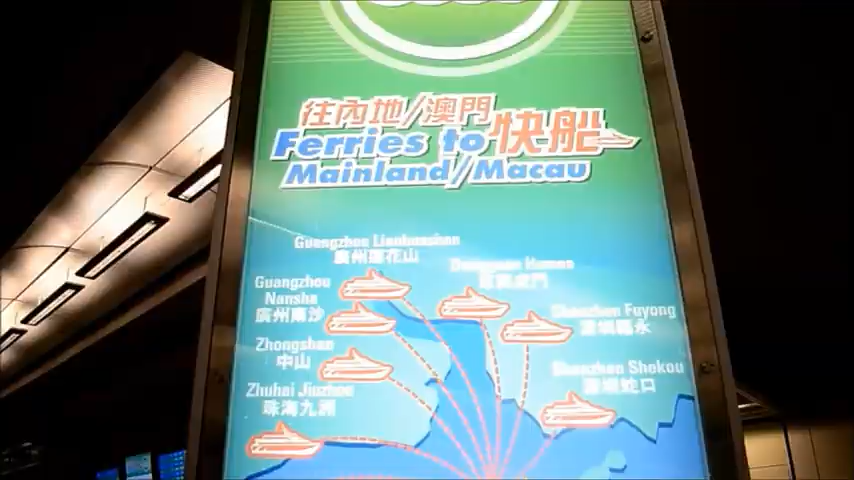 往內地/澳門
快船
Ferries to
Mainland/Macau
Guangzhou Lianhuashan
廣州蓮花山
Dongguan Humen
東莞虎門
Guangzhou
Nansha
廣州南沙
Shenzhen Fuyong
深圳福永
Zhongshan
中山
Shenzhen Shekou
深圳蛇口
Zhuhai Jiuzhou
珠海九洲